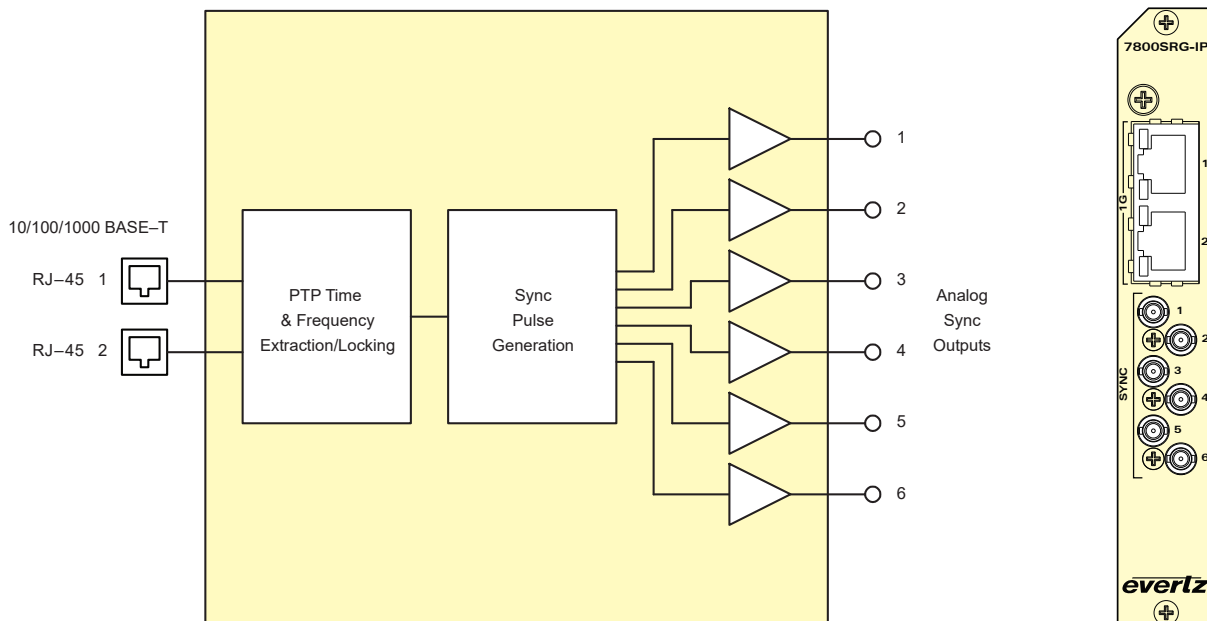 10/100/1000 BASE–T
RJ–45 1
RJ–45 2
PTP Time
& Frequency
Extraction/Locking
Sync
Pulse
Generation
1
2
3
4
5
6
Analog
Sync
Outputs
7800SRG-IP
1G
1
2
SYNC
1
2
3
4
5
6
evertz